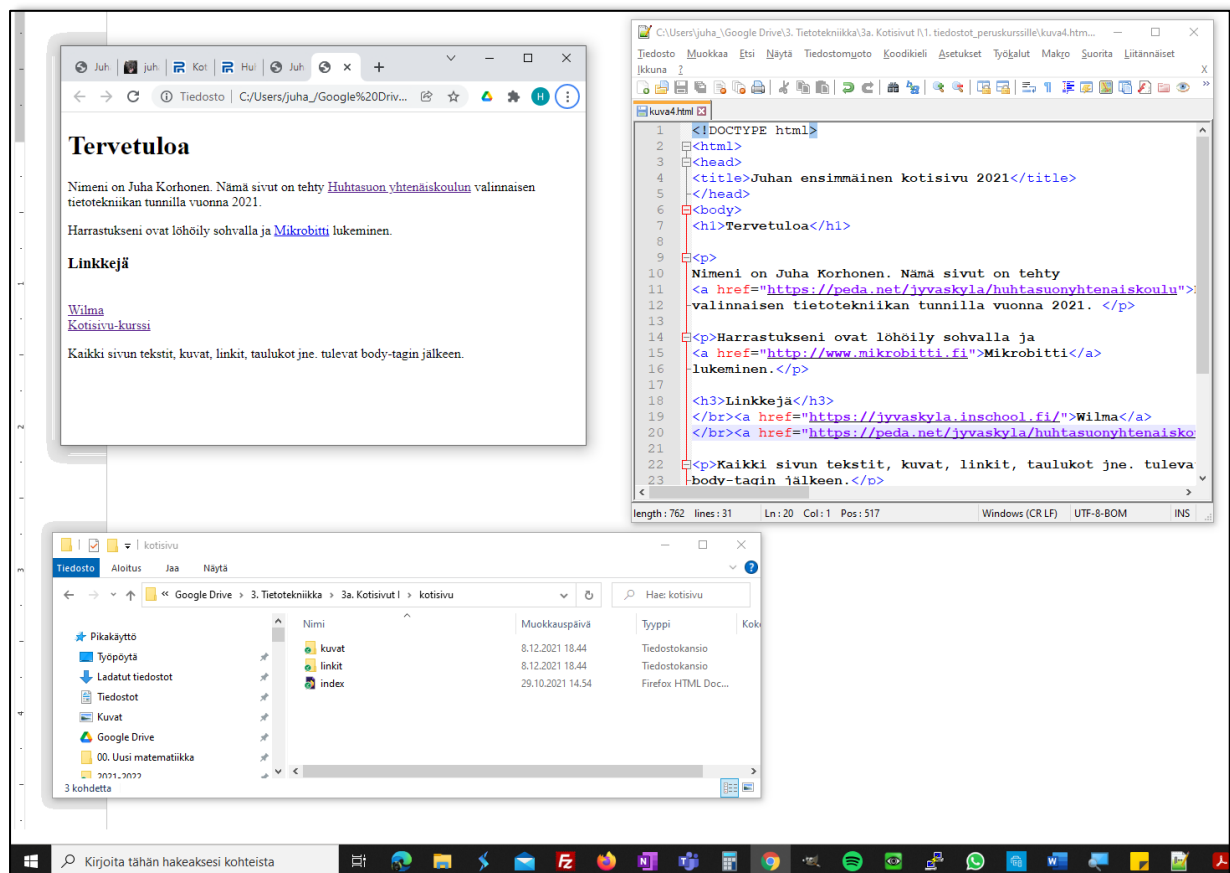 Juh
juh
Kot
Hul
Juh
Tiedosto | C:/Users/juha_/Google%20Driv...
H
Tervetuloa
Nimeni on Juha Korhonen. Nämä sivut on tehty Huhtasuon yhtenäiskoulun valinnaisen
tietotekniikan tunnilla vuonna 2021.
Harrastukseni ovat löhöily sohvalla ja Mikrobitti lukeminen.
Linkkejä
Wilma
Kotisivu-kurssi
Kaikki sivun tekstit, kuvat, linkit, taulukot jne. tulevat body-tagin jälkeen.
C:\Users\juha_\Google Drive\3. Tietotekniikka\3a. Kotisivut I\1. tiedostot_peruskurssille\kuva4.htm...
Tiedosto Muokkaa Etsi Näytä Tiedostomuoto Koodikieli Asetukset Työkalut Makro Suorita Liitännäiset
Ikkuna ? X
kuva4.html
1 <!DOCTYPE html>
2 <html>
3 <head>
4 <title>Juhan ensimmäinen kotisivu 2021</title>
5 </head>
6 <body>
7 <h1>Tervetuloa</h1>
8
9 <p>
10 Nimeni on Juha Korhonen. Nämä sivut on tehty
11 <a href="https://peda.net/jyvaskyla/huhtasuonyhtenaiskoulu">
12 valinnaisen tietotekniikan tunnilla vuonna 2021. </p>
13
14 <p>Harrastukseni ovat löhöily sohvalla ja
15 <a href="http://www.mikrobitti.fi">Mikrobitti</a>
16 lukeminen.</p>
17
18 <h3>Linkkejä</h3>
19 </br><a href="https://jyvaskyla.inschool.fi/">Wilma</a>
20 </br><a href="https://peda.net/jyvaskyla/huhtasuonyhtenaisko
21
22 <p>Kaikki sivun tekstit, kuvat, linkit, taulukot jne. tuleva
23 body-tagin jälkeen.</p>
length : 762 lines : 31 Ln : 20 Col : 1 Pos : 517 Windows (CR LF) UTF-8-BOM INS
kotisivu
Tiedosto Aloitus Jaa Näytä
« Google Drive › 3. Tietotekniikka › 3a. Kotisivut I › kotisivu
Hae: kotisivu
Nimi Muokkauspäivä Tyyppi Koko
Pikakäyttö
Työpöytä
Ladatut tiedostot
Tiedostot
Kuvat
Google Drive
00. Uusi matematiikka
2021-2022
kuvat 8.12.2021 18.44 Tiedostokansio
linkit 8.12.2021 18.44 Tiedostokansio
index 29.10.2021 14.54 Firefox HTML Doc...
3 kohdetta
Kirjoita tähän hakeaksesi kohteista